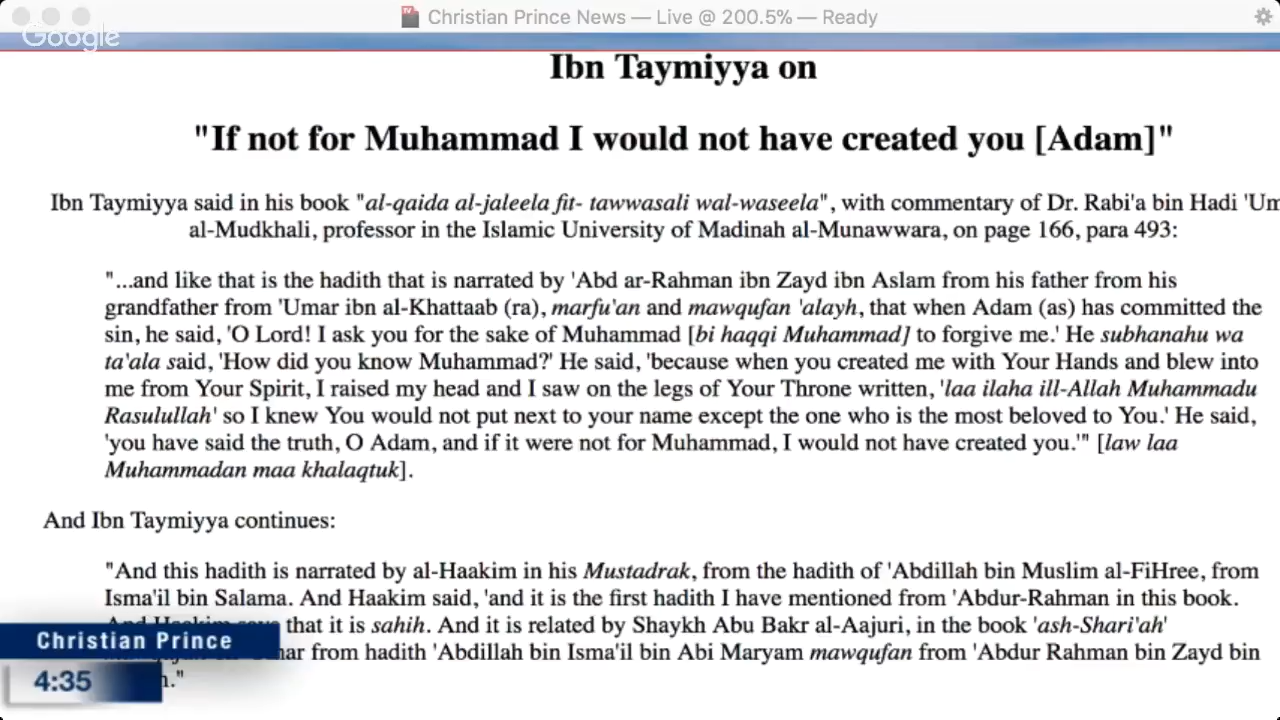 Christian Prince News — Live @ 200.5% — Ready
Google
Ibn Taymiyya on
"If not for Muhammad I would not have created you [Adam]"
Ibn Taymiyya said in his book "al-qaida al-jaleela fit- tawwasali wal-waseela", with commentary of Dr. Rabi'a bin Hadi 'Um
al-Mudkhali, professor in the Islamic University of Madinah al-Munawwara, on page 166, para 493:
"...and like that is the hadith that is narrated by 'Abd ar-Rahman ibn Zayd ibn Aslam from his father from his
grandfather from 'Umar ibn al-Khattaab (ra), marfu'an and mawqufan 'alayh, that when Adam (as) has committed the
sin, he said, 'O Lord! I ask you for the sake of Muhammad [bi haqqi Muhammad] to forgive me.' He subhanahu wa
ta'ala said, 'How did you know Muhammad?' He said, 'because when you created me with Your Hands and blew into
me from Your Spirit, I raised my head and I saw on the legs of Your Throne written, 'laa ilaha ill-Allah Muhammadu
Rasulullah' so I knew You would not put next to your name except the one who is the most beloved to You.' He said,
'you have said the truth, O Adam, and if it were not for Muhammad, I would not have created you.'" [law laa
Muhammadan maa khalaqtuk].
And Ibn Taymiyya continues:
"And this hadith is narrated by al-Haakim in his Mustadrak, from the hadith of 'Abdillah bin Muslim al-FiHree, from
Isma'il bin Salama. And Haakim said, 'and it is the first hadith I have mentioned from 'Abdur-Rahman in this book.
that it is sahih. And it is related by Shaykh Abu Bakr al-Aajuri, in the book 'ash-Shari'ah'
from hadith 'Abdillah bin Isma'il bin Abi Maryam mawqufan from 'Abdur Rahman bin Zayd bin
Christian Prince
4:35